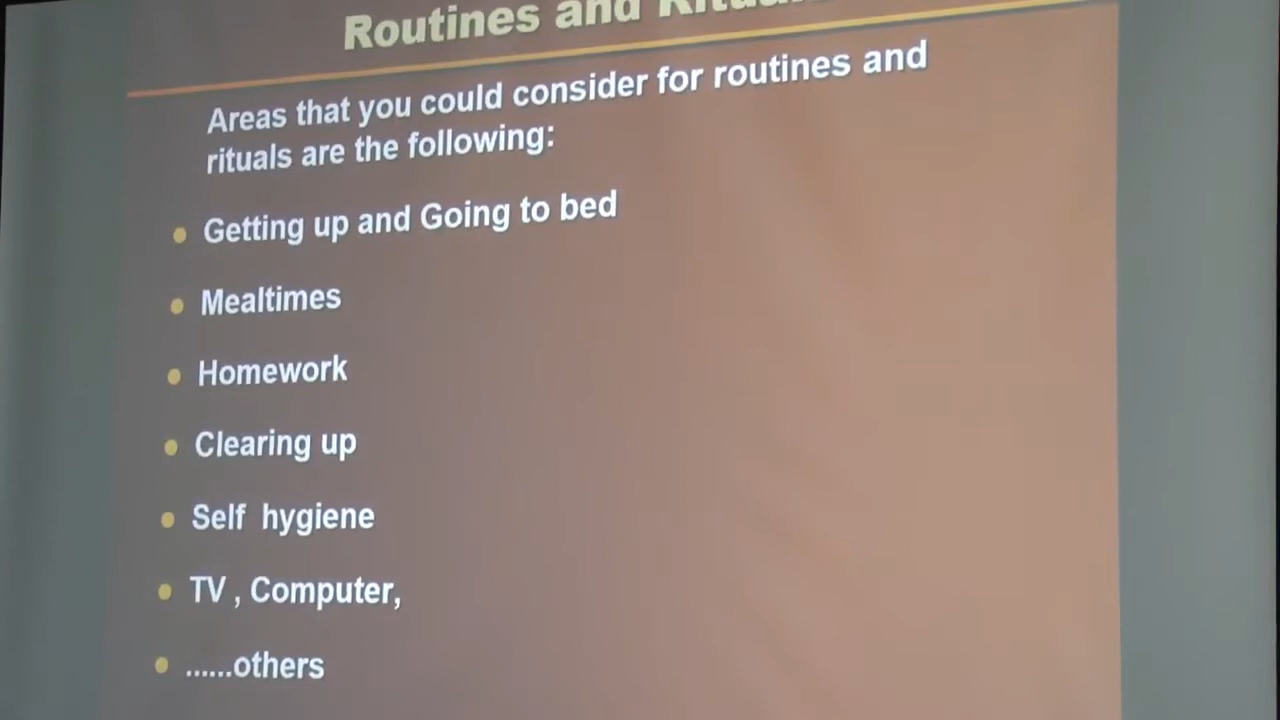 Routines and Rituals
Areas that you could consider for routines and
rituals are the following:
Getting up and Going to bed
Mealtimes
Homework
Clearing up
Self hygiene
TV , Computer,
......others